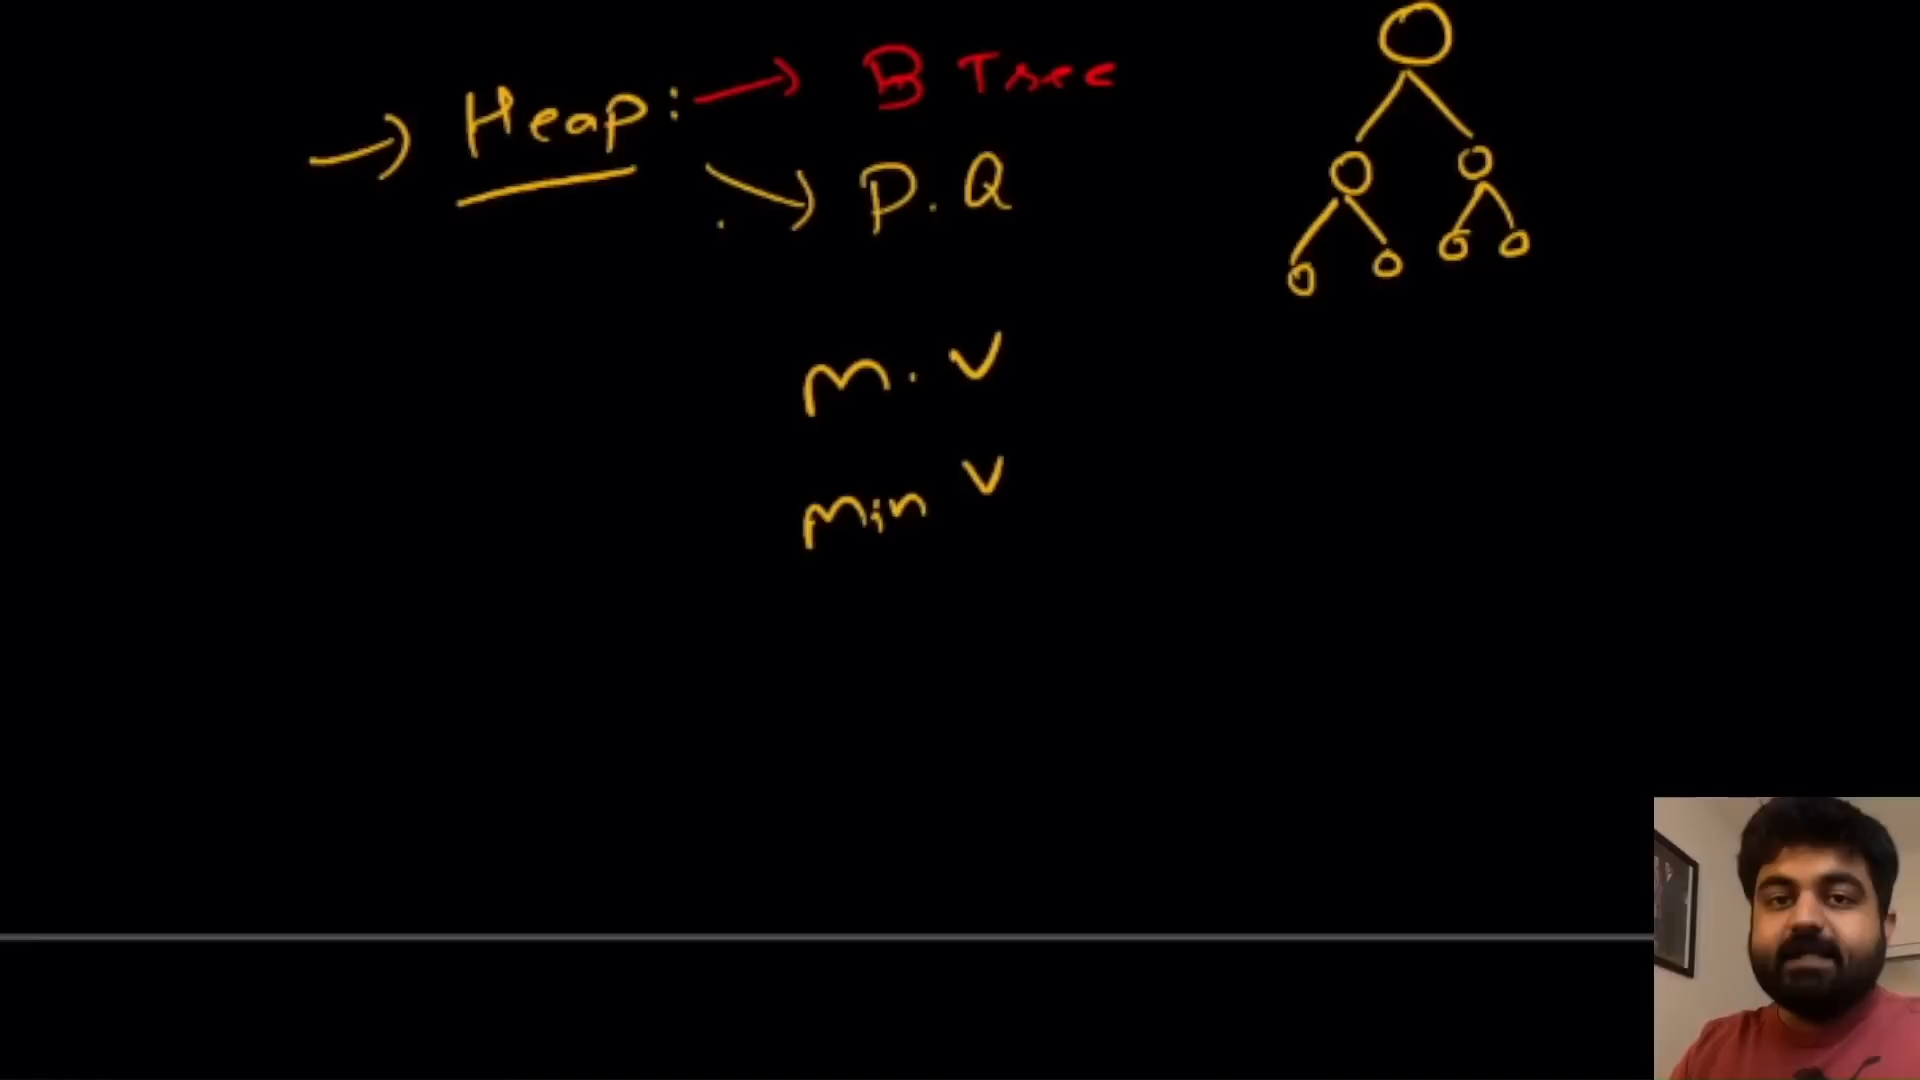 → Heap: → B Tree
→ P.Q
m.V
min V